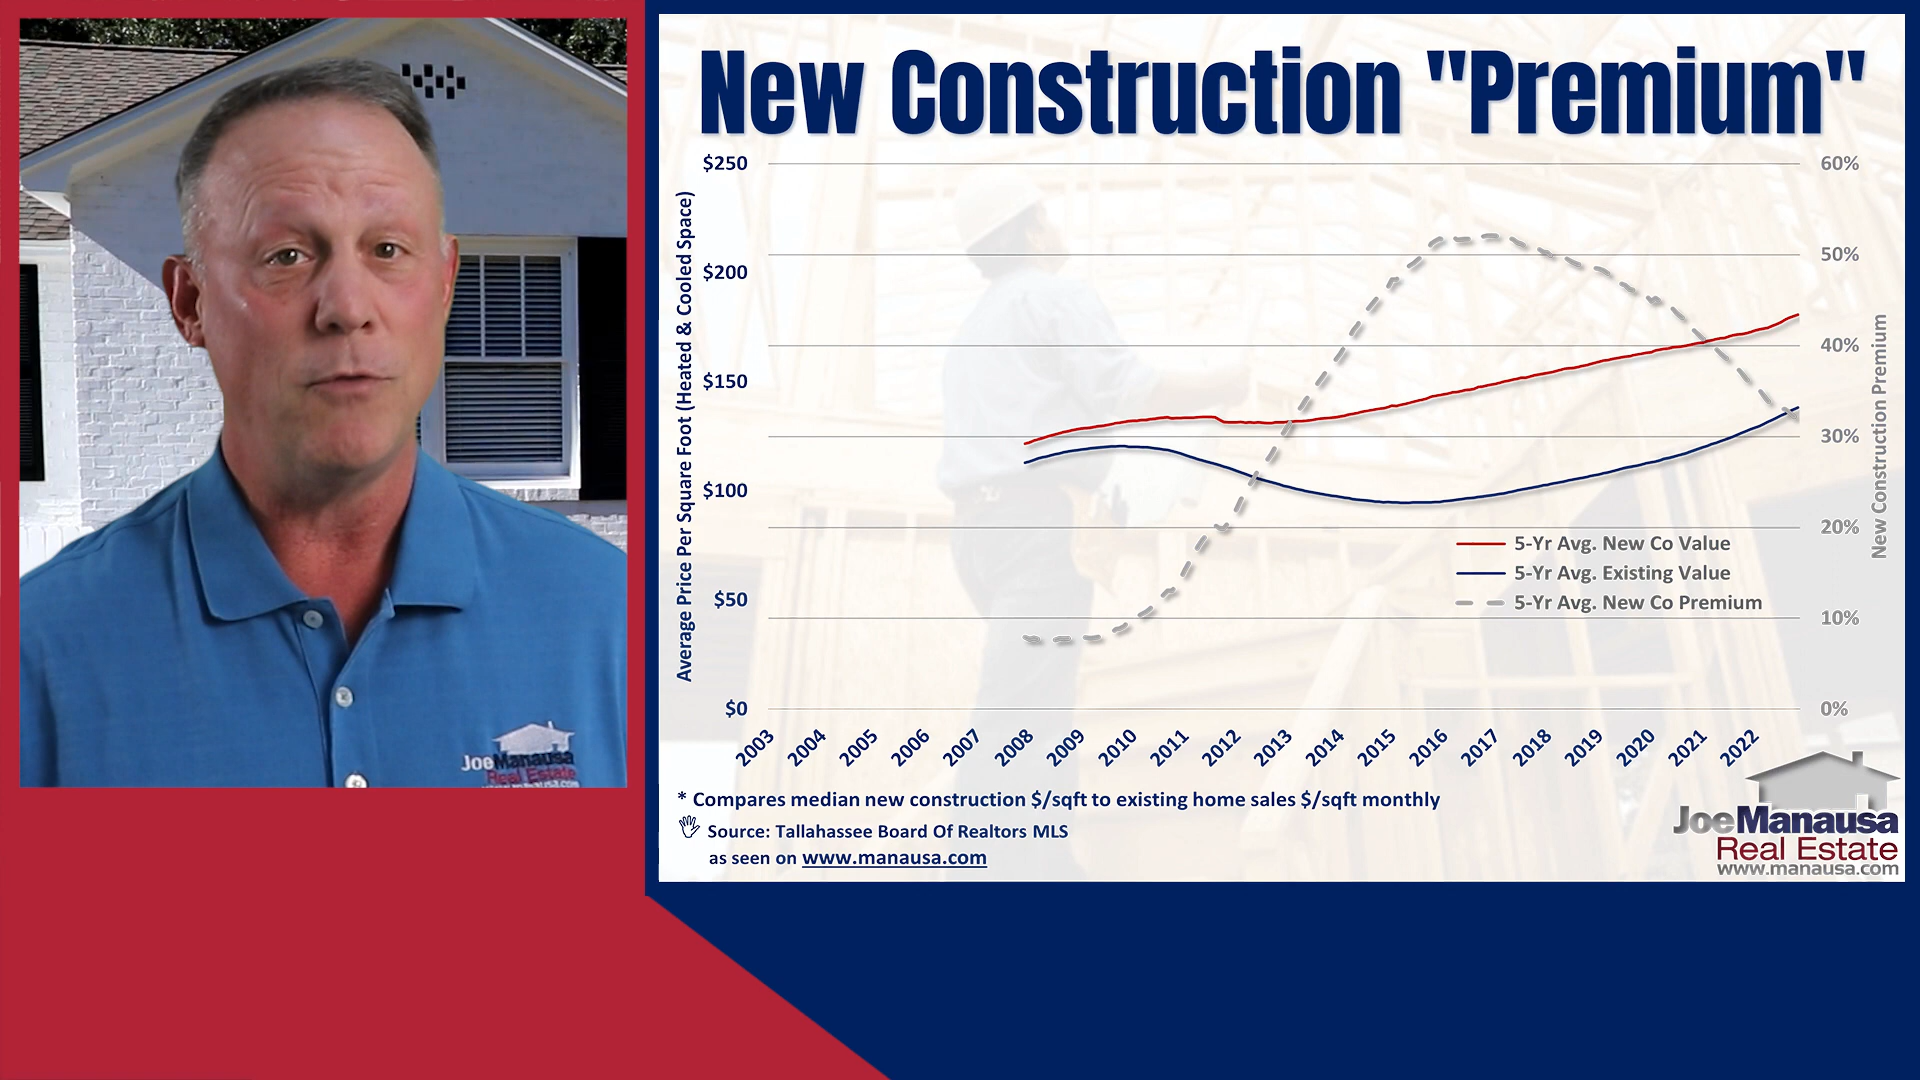 New Construction "Premium"
$250
$200
$150
$100
$50
$0
Average Price Per Square Foot (Heated & Cooled Space)
60%
50%
40%
30%
20%
10%
0%
New Construction Premium
5-Yr Avg. New Co Value
5-Yr Avg. Existing Value
5-Yr Avg. New Co Premium
2003 2004 2005 2006 2007 2008 2009 2010 2011 2012 2013 2014 2015 2016 2017 2018 2019 2020 2021 2022
* Compares median new construction $/sqft to existing home sales $/sqft monthly
Source: Tallahassee Board Of Realtors MLS
as seen on www.manausa.com
JoeManausa
Real Estate
www.manausa.com
JoeManausa
Real Estate